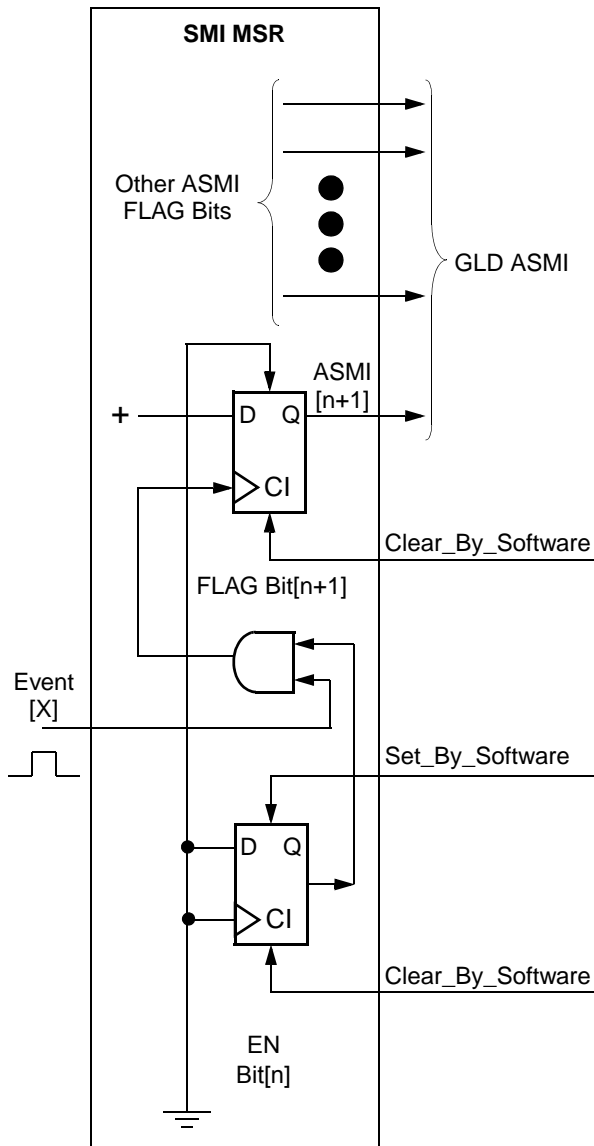 SMI MSR
Other ASMI
FLAG Bits
GLD ASMI
ASMI
[n+1]
+
D Q
CI
Clear_By_Software
FLAG Bit[n+1]
Event
[X]
Set_By_Software
D Q
CI
Clear_By_Software
EN
Bit[n]